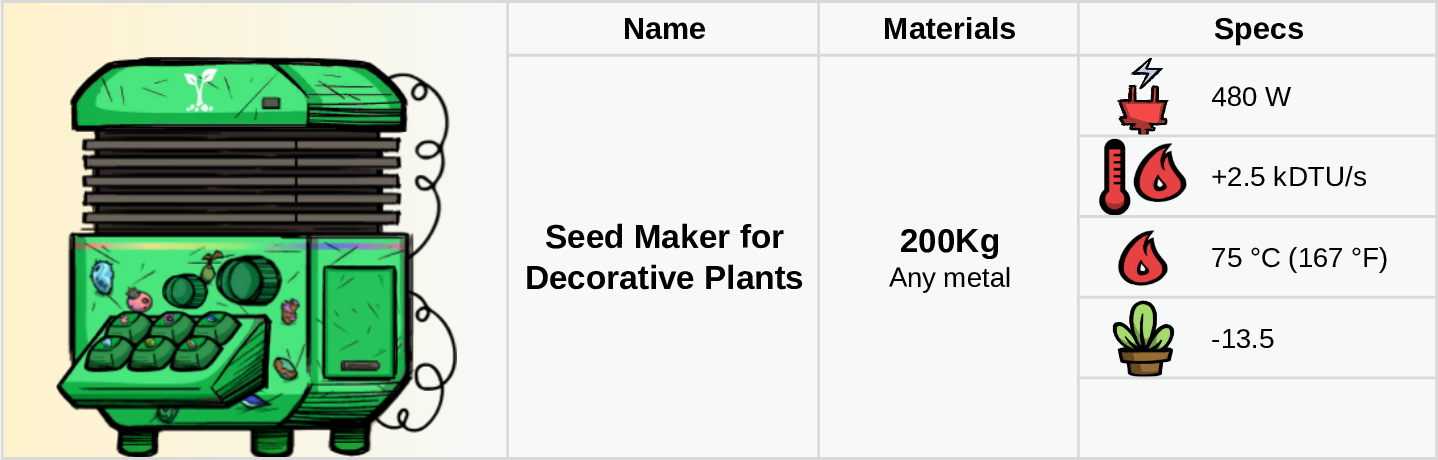 Name
Materials
Specs
Seed Maker for
Decorative Plants
200Kg
Any metal
480 W
+2.5 kDTU/s
75 °C (167 °F)
-13.5